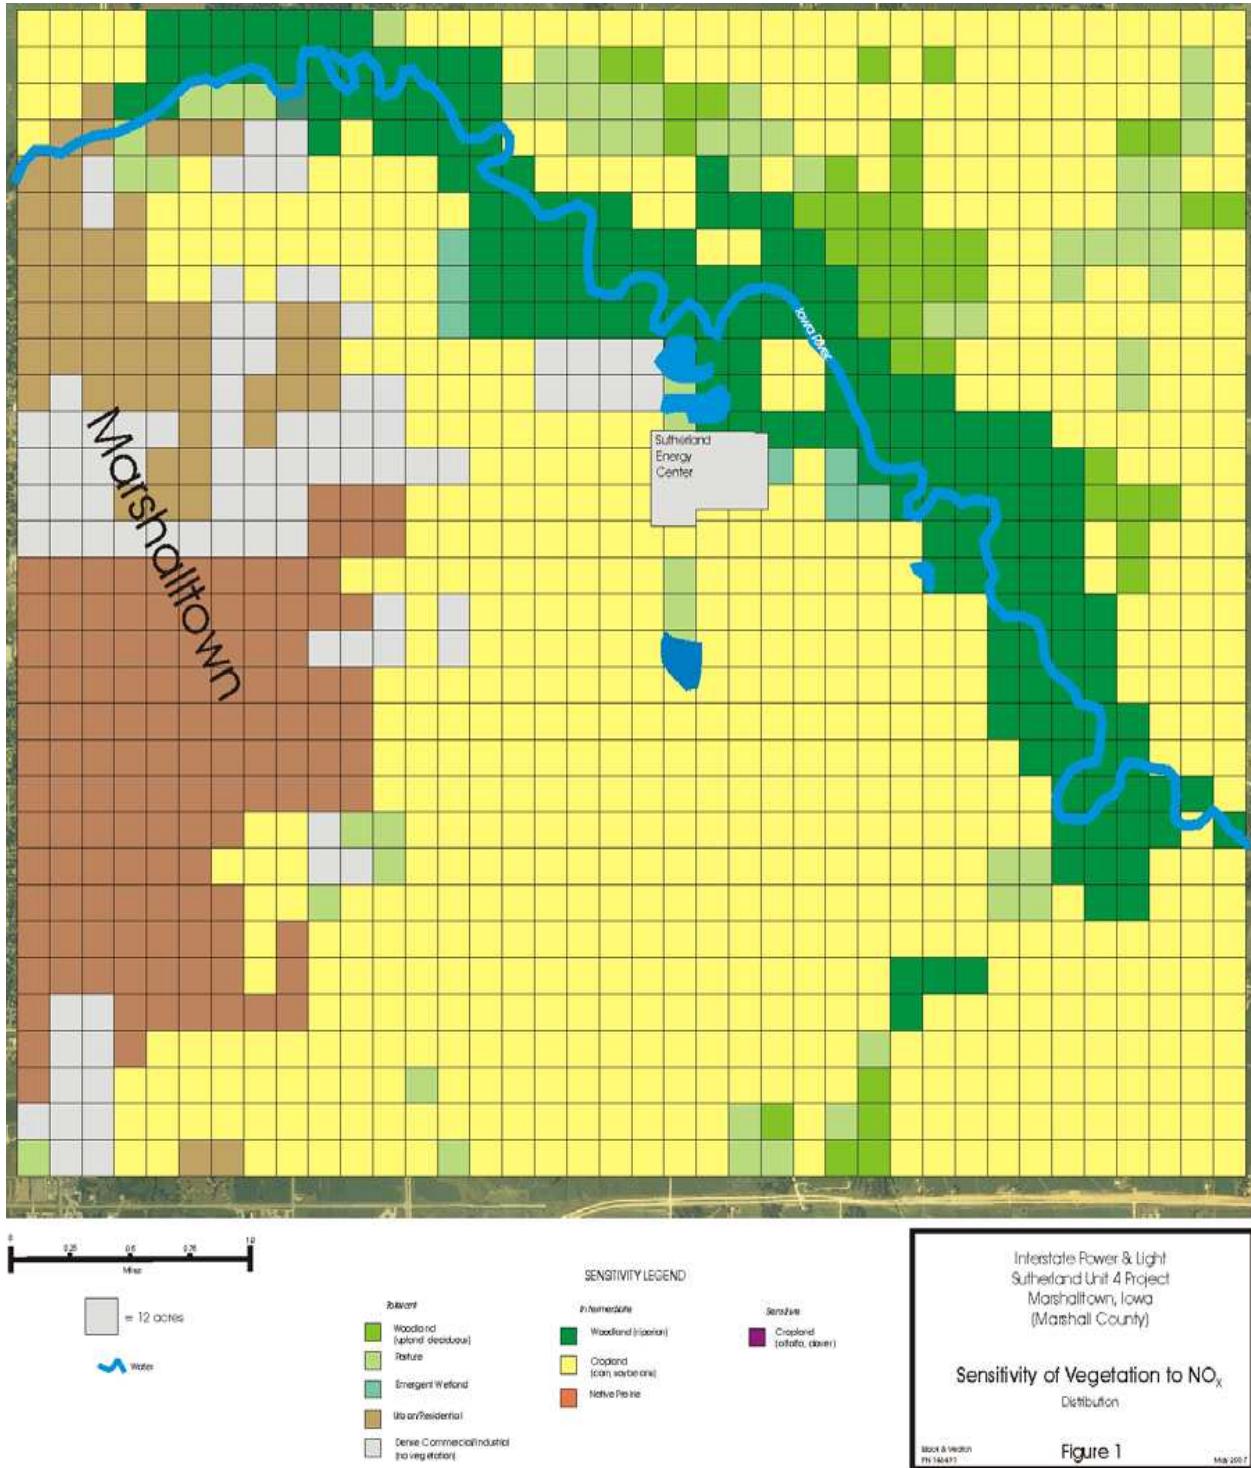 Iowa River
Sutherland
Energy
Center
Marshalltown
0
0.25
0.5
0.75
1.0
Miles
= 12 acres
Water
SENSITIVITY LEGEND
Tolerant
Woodland
(upland deciduous)
Pasture
Emergent Wetland
Urban/Residential
Dense Commercial/Industrial
(no vegetation)
Intermediate
Woodland (riparian)
Cropland
(corn, soybeans)
Native Prairie
Sensitive
Cropland
(alfalfa, clover)
Interstate Power & Light
Sutherland Unit 4 Project
Marshalltown, Iowa
(Marshall County)
Sensitivity of Vegetation to NOx
Distribution
Figure 1
Black & Veatch
May 2007